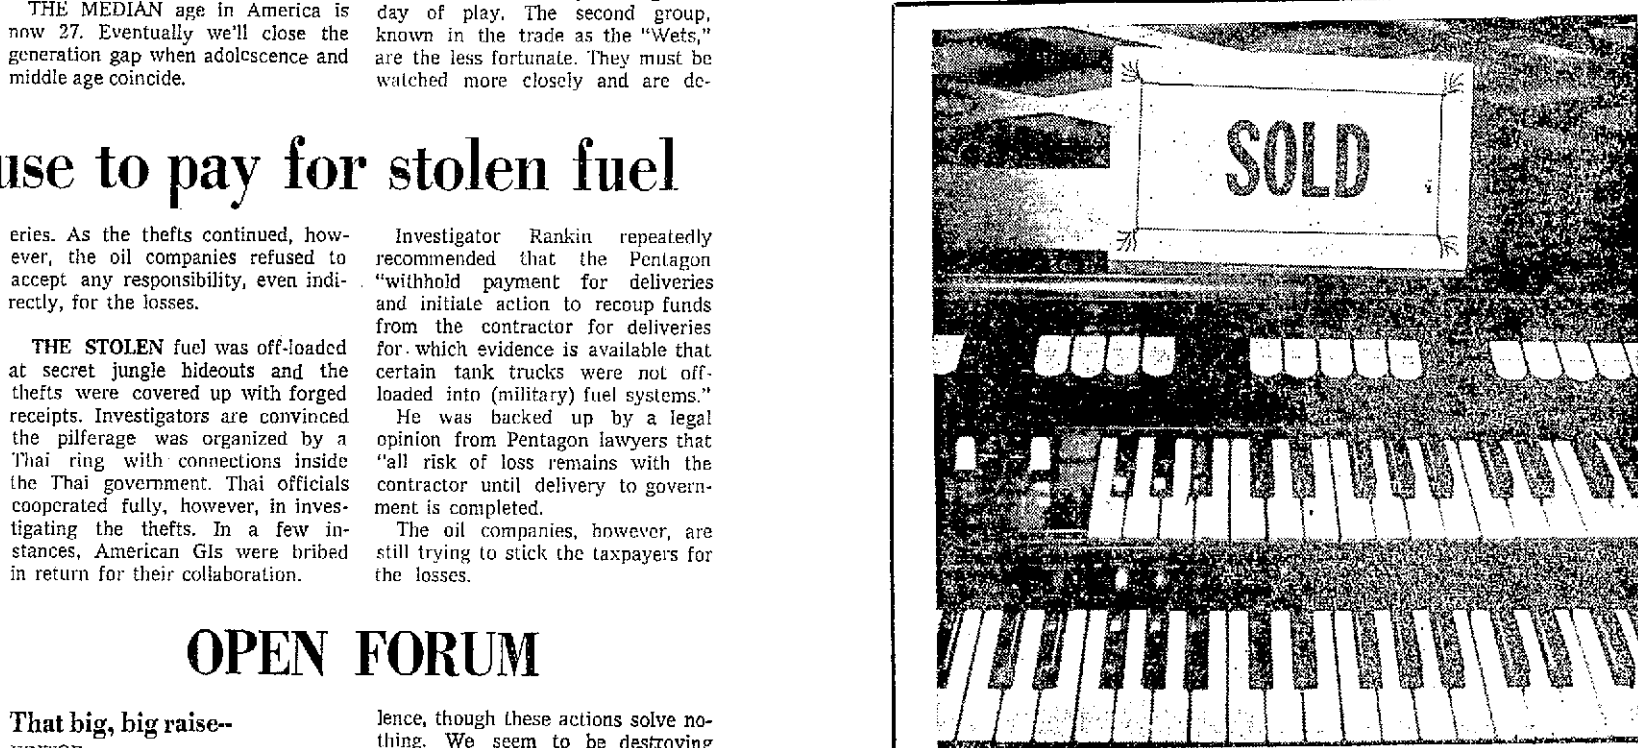 THE MEDIAN age in America is
now 27. Eventually we'll close the
generation gap when adolescence and
middle age coincide.
day of play. The second group,
known in the trade as the "Wets,"
are the less fortunate. They must be
watched more closely and are de-
use to pay for stolen fuel
eries. As the thefts continued, how-
ever, the oil companies refused to
accept any responsibility, even indi-
rectly, for the losses.
THE STOLEN fuel was off-loaded
at secret jungle hideouts and the
thefts were covered up with forged
receipts. Investigators are convinced
the pilferage was organized by a
Thai ring with connections inside
the Thai government. Thai officials
cooperated fully, however, in inves-
tigating the thefts. In a few in-
stances, American GIs were bribed
in return for their collaboration.
Investigator Rankin repeatedly
recommended that the Pentagon
"withhold payment for deliveries
and initiate action to recoup funds
from the contractor for deliveries
for which evidence is available that
certain tank trucks were not off-
loaded into (military) fuel systems."
He was backed up by a legal
opinion from Pentagon lawyers that
"all risk of loss remains with the
contractor until delivery to govern-
ment is completed.
The oil companies, however, are
still trying to stick the taxpayers for
the losses.
OPEN FORUM
That big, big raise--
lence, though these actions solve no-
thing. We seem to be destroying
SOLD